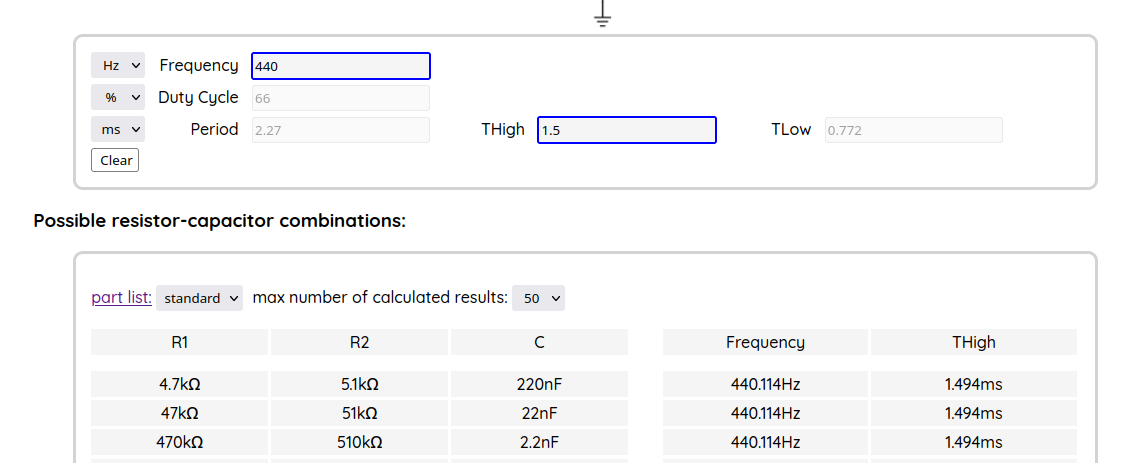 Hz Frequency 440
% Duty Cycle 66
ms Period 2.27 THigh 1.5 TLow 0.772
Clear
Possible resistor-capacitor combinations:
part list: standard max number of calculated results: 50
R1 R2 C Frequency THigh
4.7kΩ 5.1kΩ 220nF 440.114Hz 1.494ms
47kΩ 51kΩ 22nF 440.114Hz 1.494ms
470kΩ 510kΩ 2.2nF 440.114Hz 1.494ms